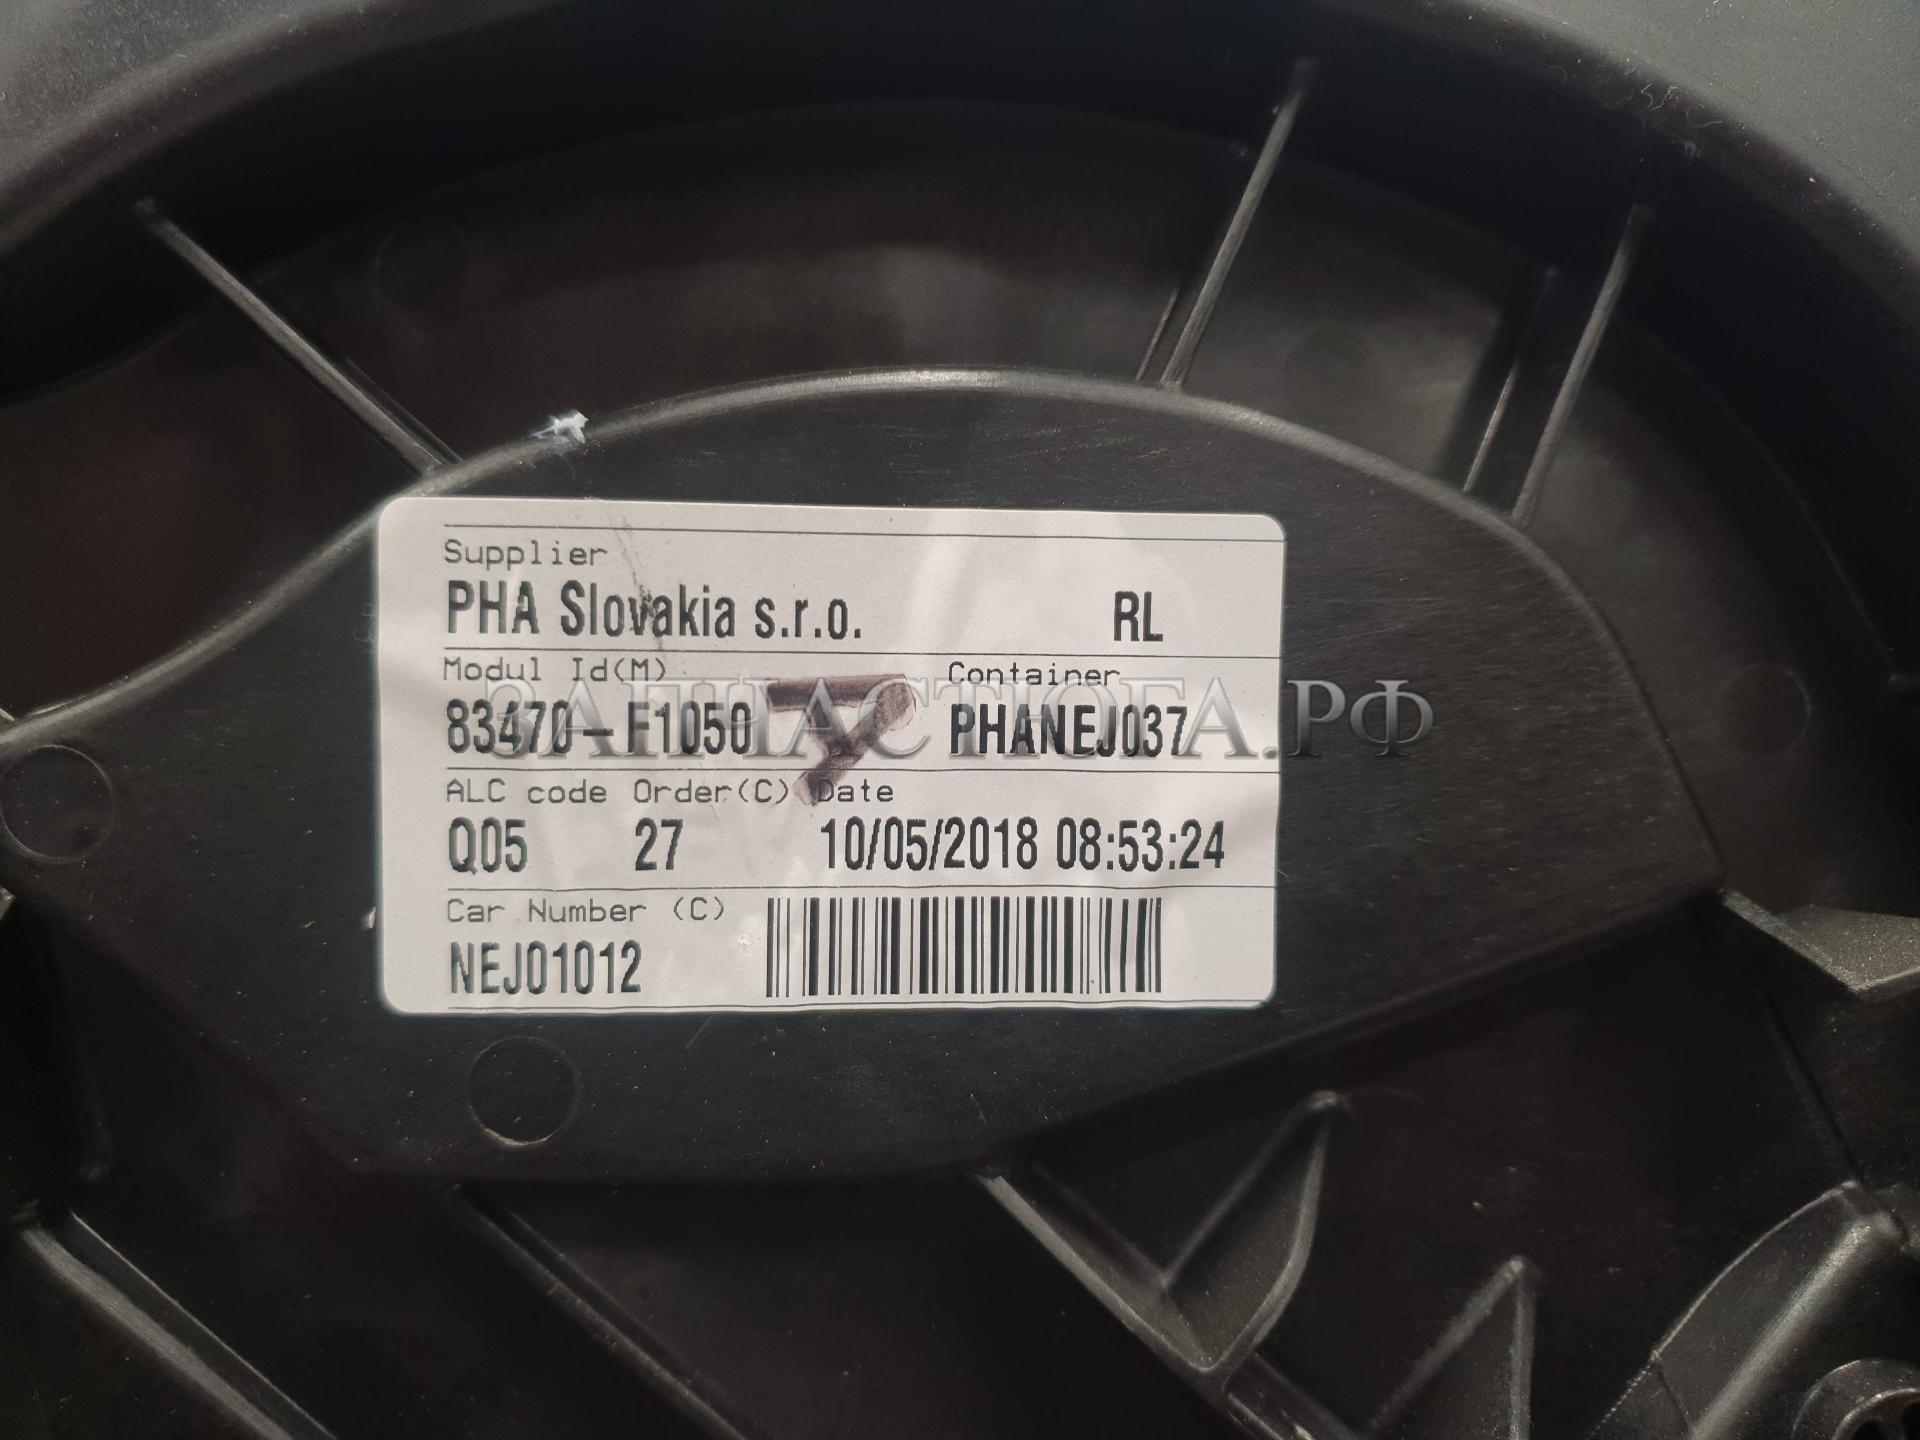 Supplier
PHA Slovakia s.r.o. RL
Modul Id(M) Container
83470-F1050 PHANEJ037
ЗАПЧАСТЮГА.РФ
ALC code Order(C) Date
Q05 27 10/05/2018 08:53:24
Car Number (C)
NEJ01012